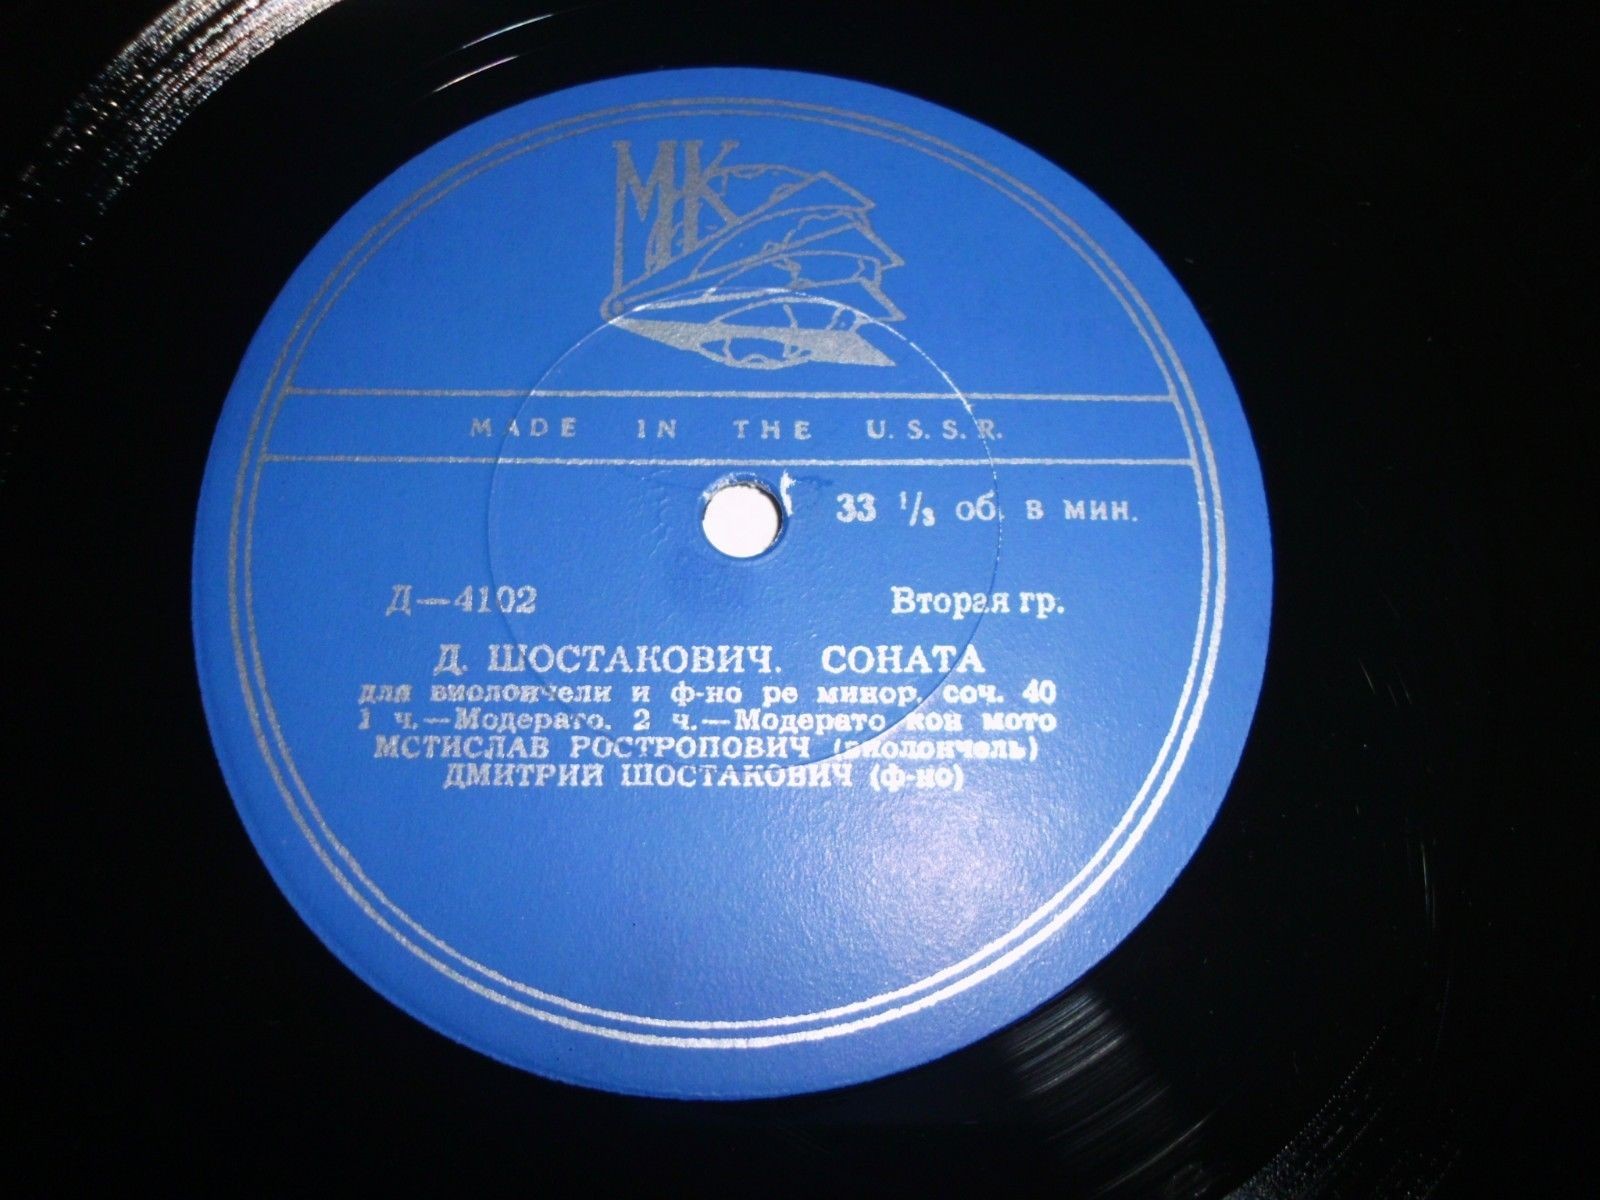 МК
MADE IN THE U.S.S.R.
33 1/3 об. в мин.
Д—4102 Вторая гр.
Д. ШОСТАКОВИЧ. СОНАТА
для виолончели и ф-но ре минор, соч. 40
1 ч.—Модерато. 2 ч.—Модерато кон мото
МСТИСЛАВ РОСТРОПОВИЧ (виолончель)
ДМИТРИЙ ШОСТАКОВИЧ (ф-но)